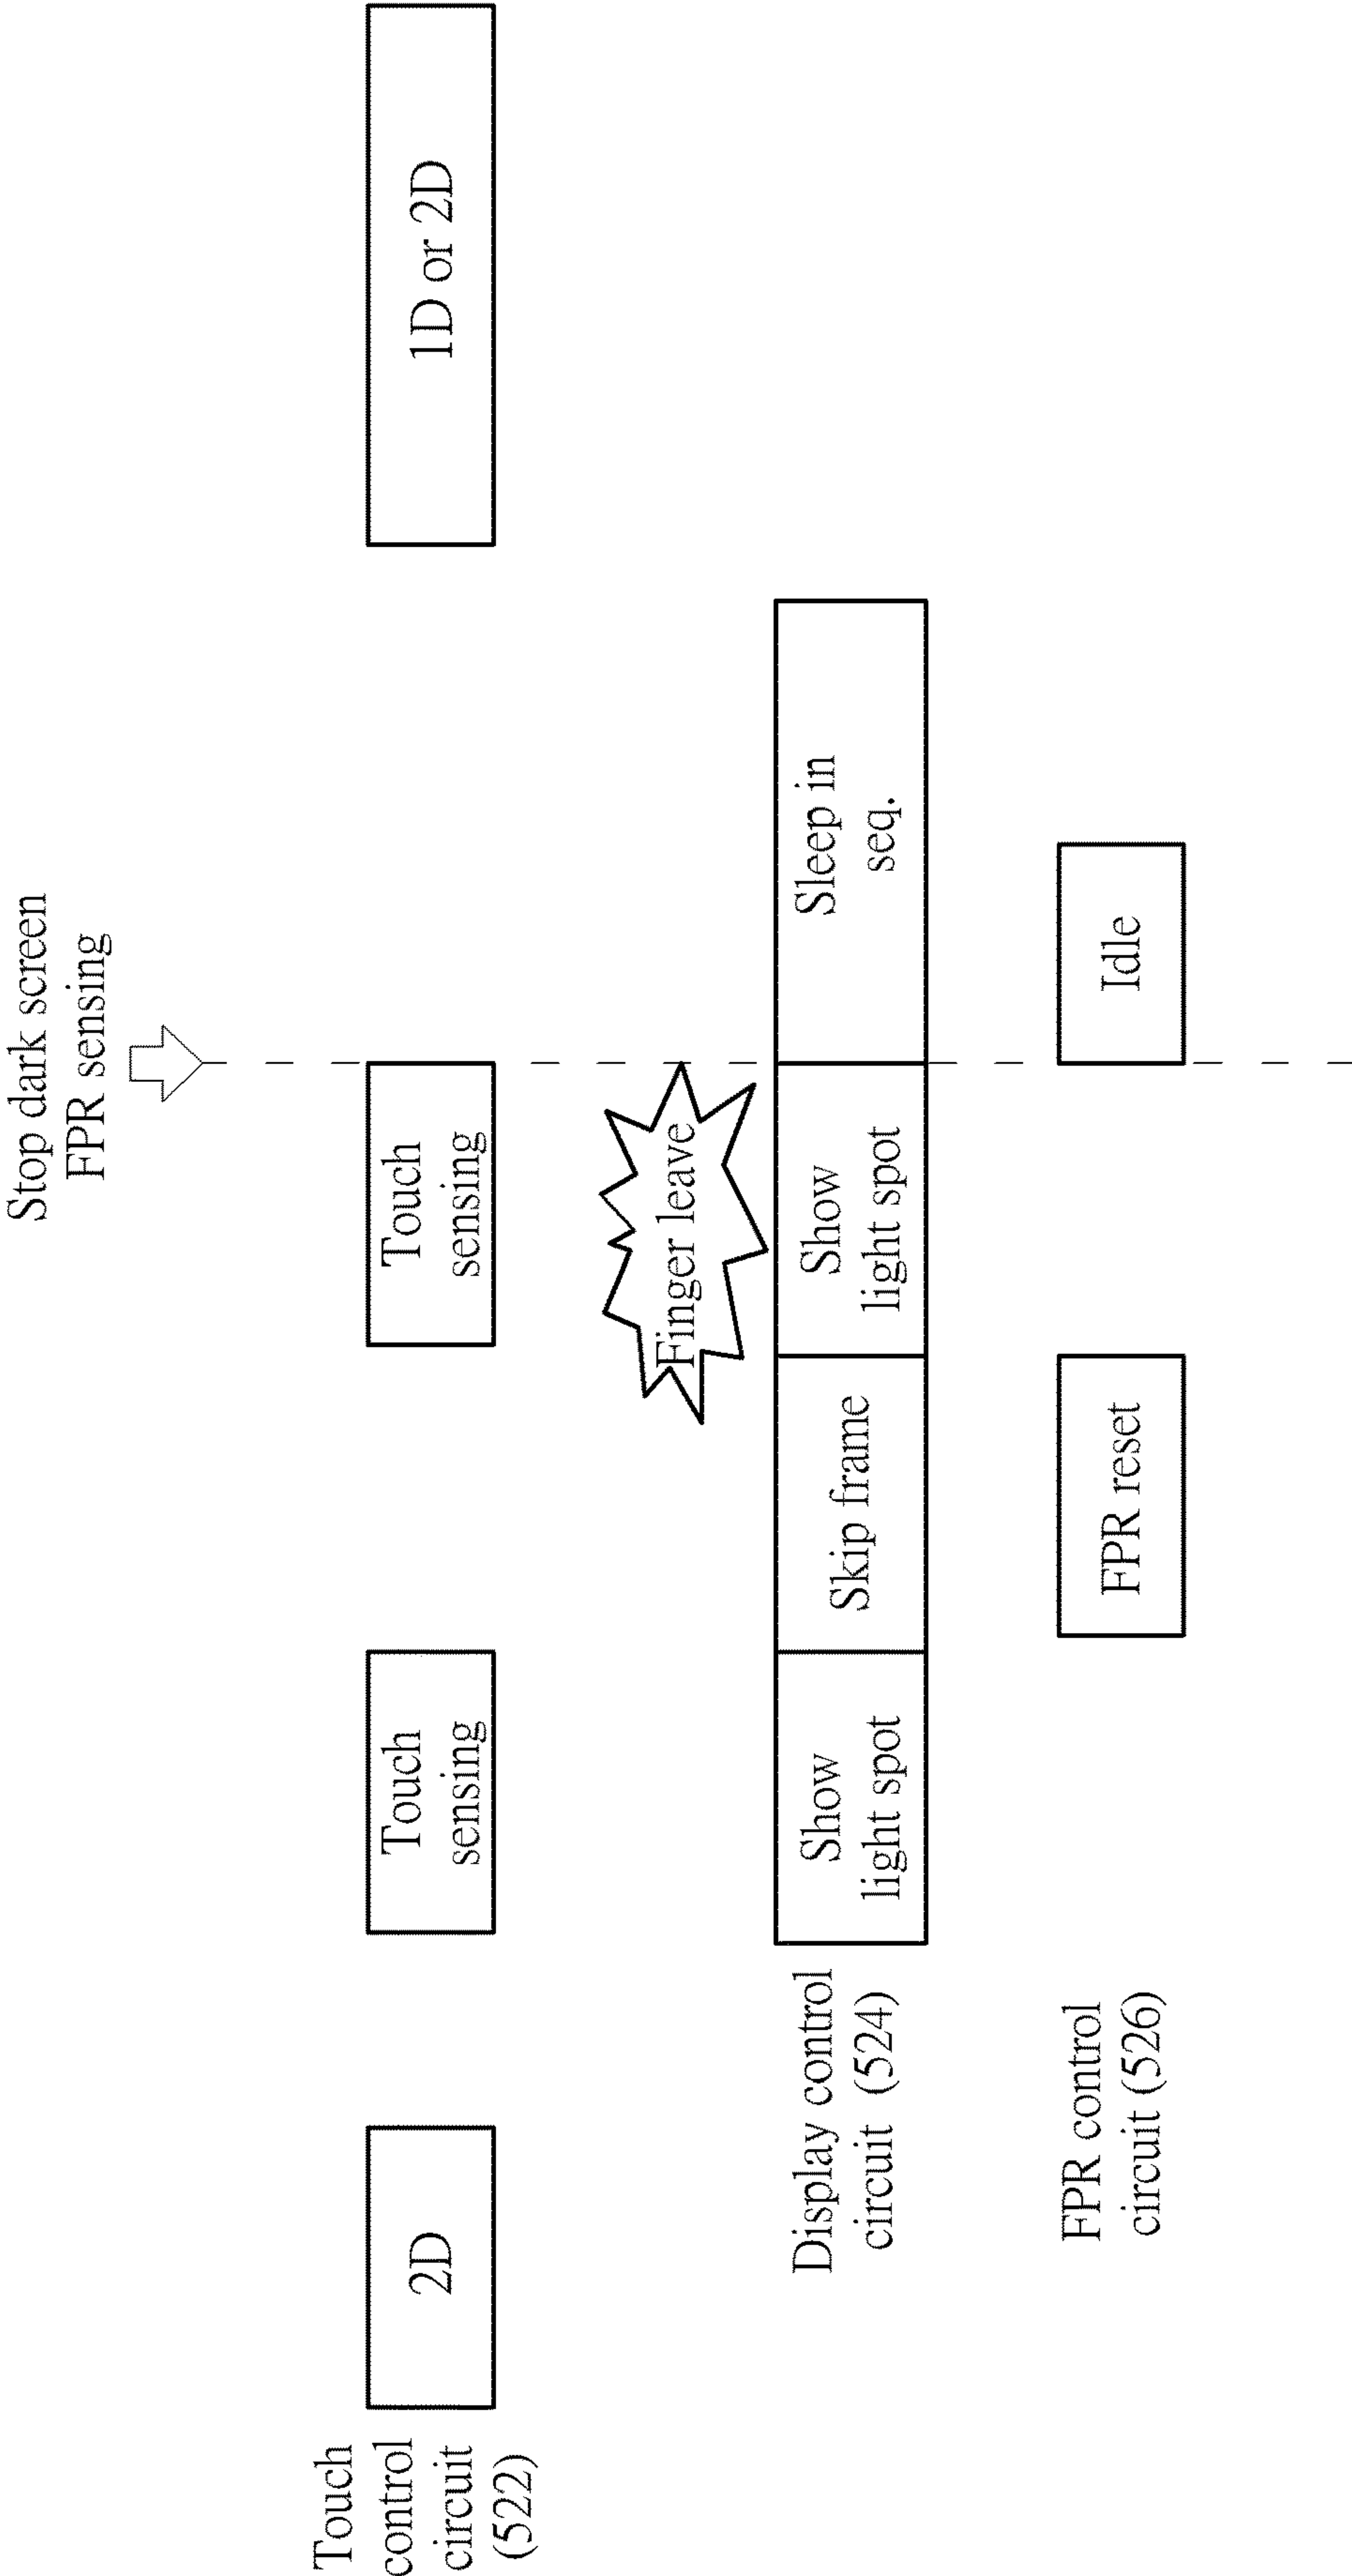 Stop dark screen
FPR sensing
Touch
control
circuit
(522)
2D
Touch
sensing
Touch
sensing
1D or 2D
Finger leave
Display control
circuit (524)
Show
light spot
Skip frame
Show
light spot
Sleep in
seq.
FPR control
circuit (526)
FPR reset
Idle